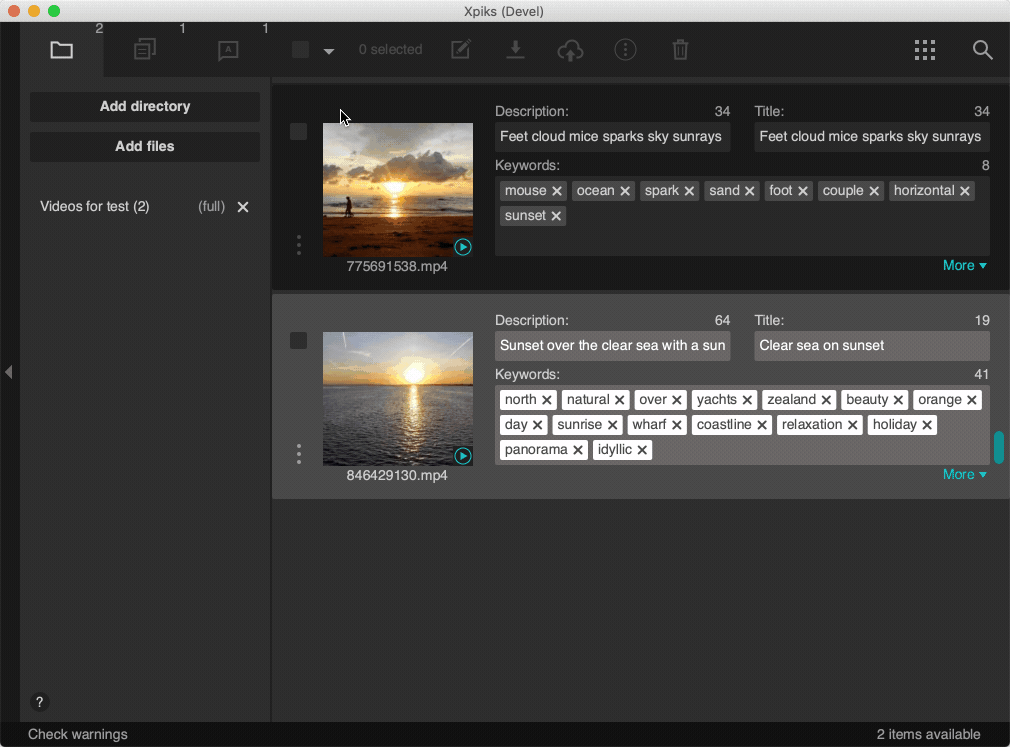 Xpiks (Devel)
2 1 1
A 0 selected
Add directory
Add files
Videos for test (2) (full)
Description: 34 Title: 34
Feet cloud mice sparks sky sunrays Feet cloud mice sparks sky sunrays
Keywords: 8
mouse ocean spark sand foot couple horizontal
sunset
More
775691538.mp4
Description: 64 Title: 19
Sunset over the clear sea with a sun Clear sea on sunset
Keywords: 41
north natural over yachts zealand beauty orange
day sunrise wharf coastline relaxation holiday
panorama idyllic
More
846429130.mp4
?
Check warnings 2 items available